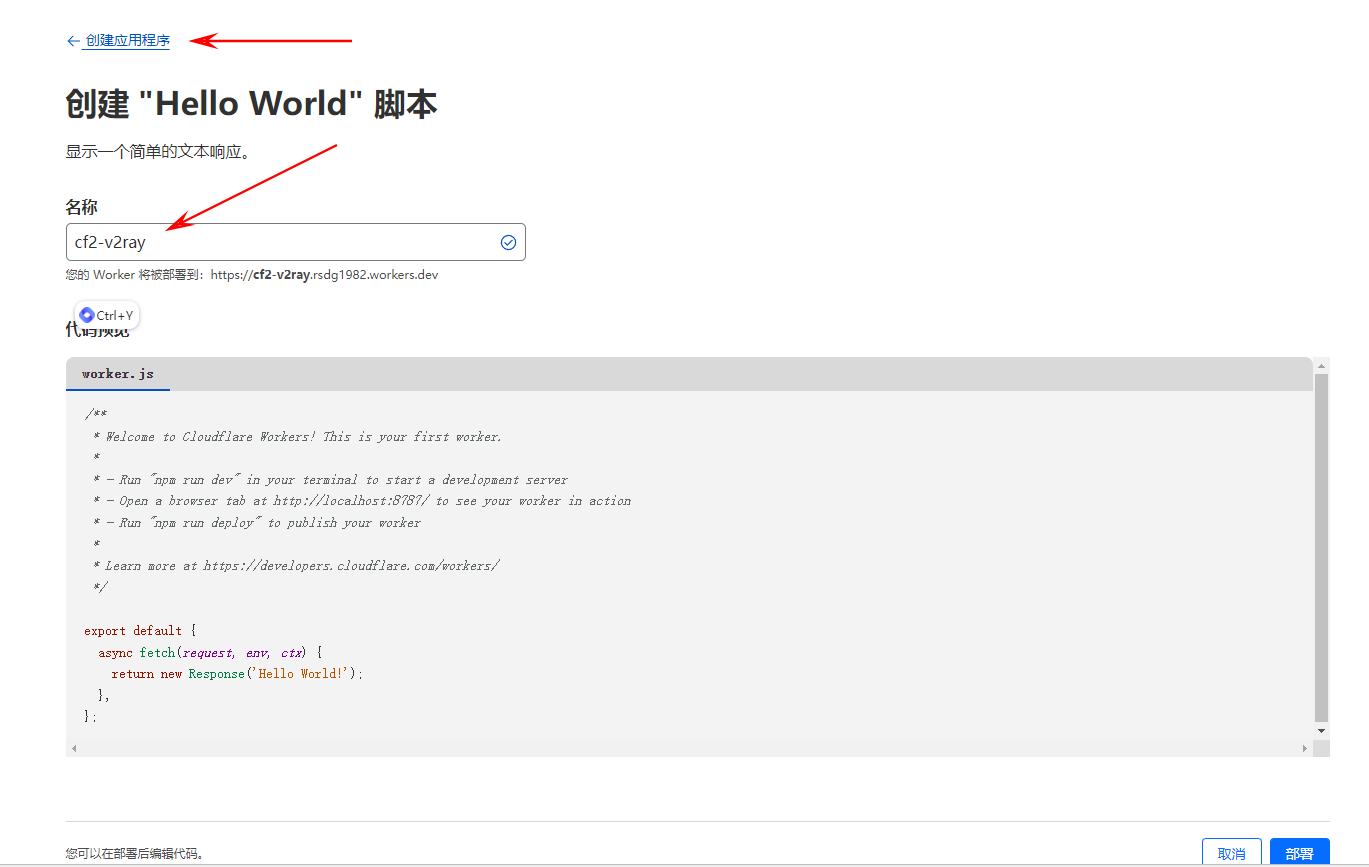 ← 创建应用程序
创建 "Hello World" 脚本
显示一个简单的文本响应。
名称
cf2-v2ray
您的 Worker 将被部署到：https://cf2-v2ray.rsdg1982.workers.dev
Ctrl+Y
代码预览
worker.js
/**
* Welcome to Cloudflare Workers! This is your first worker.
*
* - Run "npm run dev" in your terminal to start a development server
* - Open a browser tab at http://localhost:8787/ to see your worker in action
* - Run "npm run deploy" to publish your worker
*
* Learn more at https://developers.cloudflare.com/workers/
*/
export default {
async fetch(request, env, ctx) {
return new Response('Hello World!');
},
};
您可以在部署后编辑代码。
取消 部署